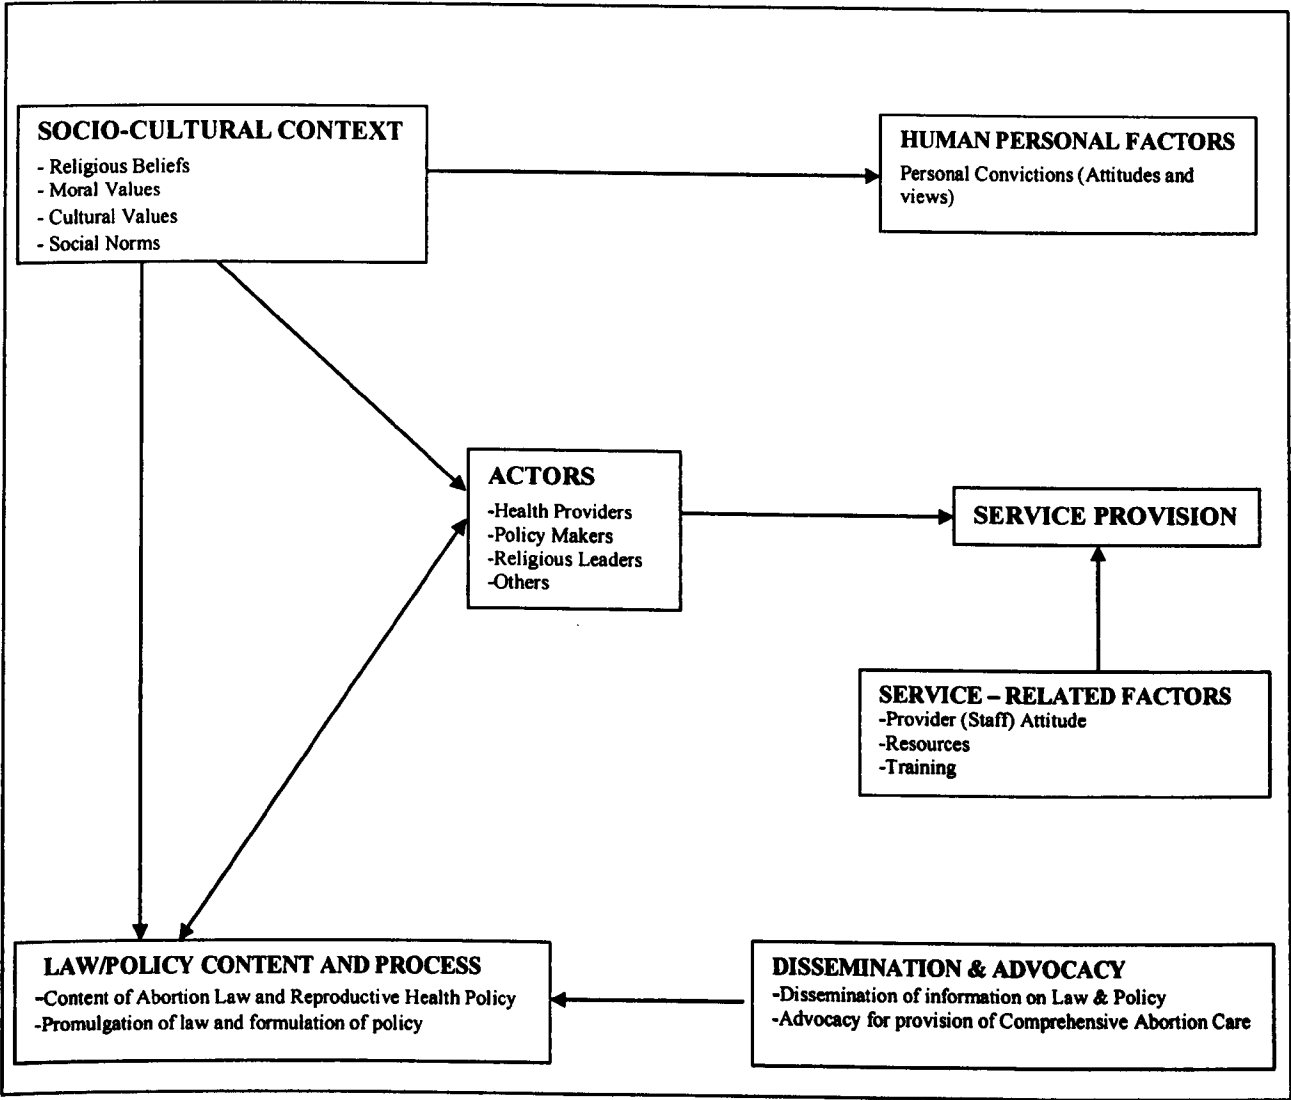 SOCIO-CULTURAL CONTEXT
- Religious Beliefs
- Moral Values
- Cultural Values
- Social Norms
HUMAN PERSONAL FACTORS
Personal Convictions (Attitudes and
views)
ACTORS
-Health Providers
-Policy Makers
-Religious Leaders
-Others
SERVICE PROVISION
SERVICE – RELATED FACTORS
-Provider (Staff) Attitude
-Resources
-Training
LAW/POLICY CONTENT AND PROCESS
-Content of Abortion Law and Reproductive Health Policy
-Promulgation of law and formulation of policy
DISSEMINATION & ADVOCACY
-Dissemination of information on Law & Policy
-Advocacy for provision of Comprehensive Abortion Care